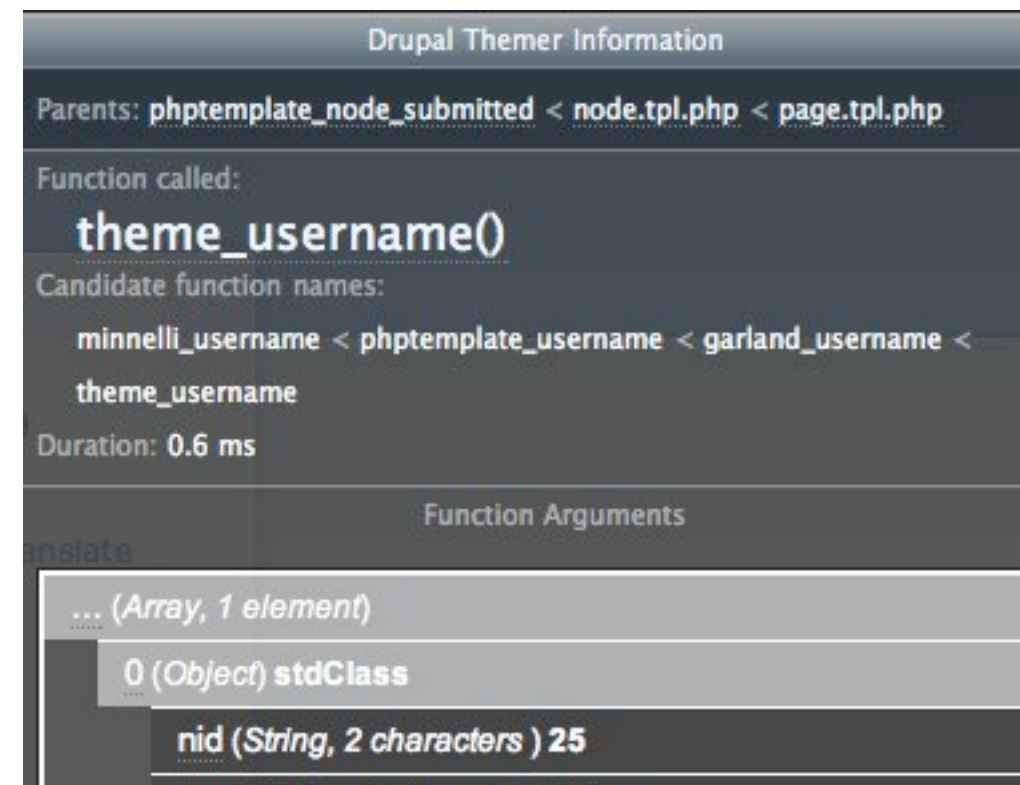 Drupal Themer Information
Parents: phptemplate_node_submitted < node.tpl.php < page.tpl.php
Function called:
theme_username()
Candidate function names:
minnelli_username < phptemplate_username < garland_username <
theme_username
Duration: 0.6 ms
Function Arguments
anslate
... (Array, 1 element)
0 (Object) stdClass
nid (String, 2 characters ) 25